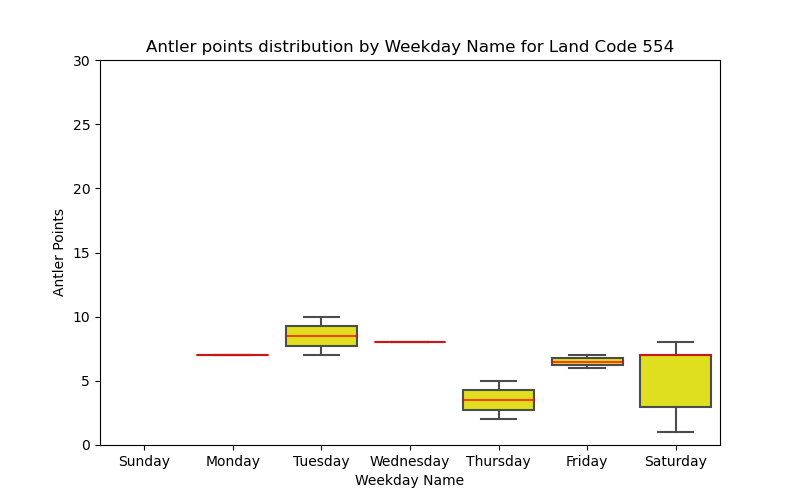 Antler points distribution by Weekday Name for Land Code 554
Antler Points
30
25
20
15
10
5
0
Sunday Monday Tuesday Wednesday Thursday Friday Saturday
Weekday Name